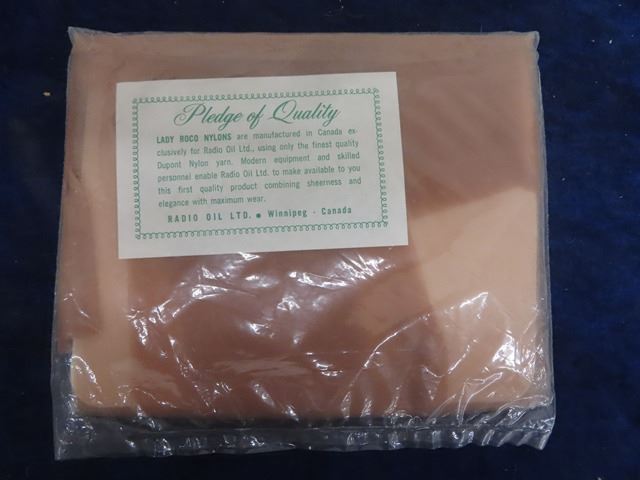 Pledge of Quality
LADY ROCO NYLONS are manufactured in Canada ex-
clusively for Radio Oil Ltd., using only the finest quality
Dupont Nylon yarn. Modern equipment and skilled
personnel enable Radio Oil Ltd. to make available to you
this first quality product combining sheerness and
elegance with maximum wear.
RADIO OIL LTD. ● Winnipeg - Canada